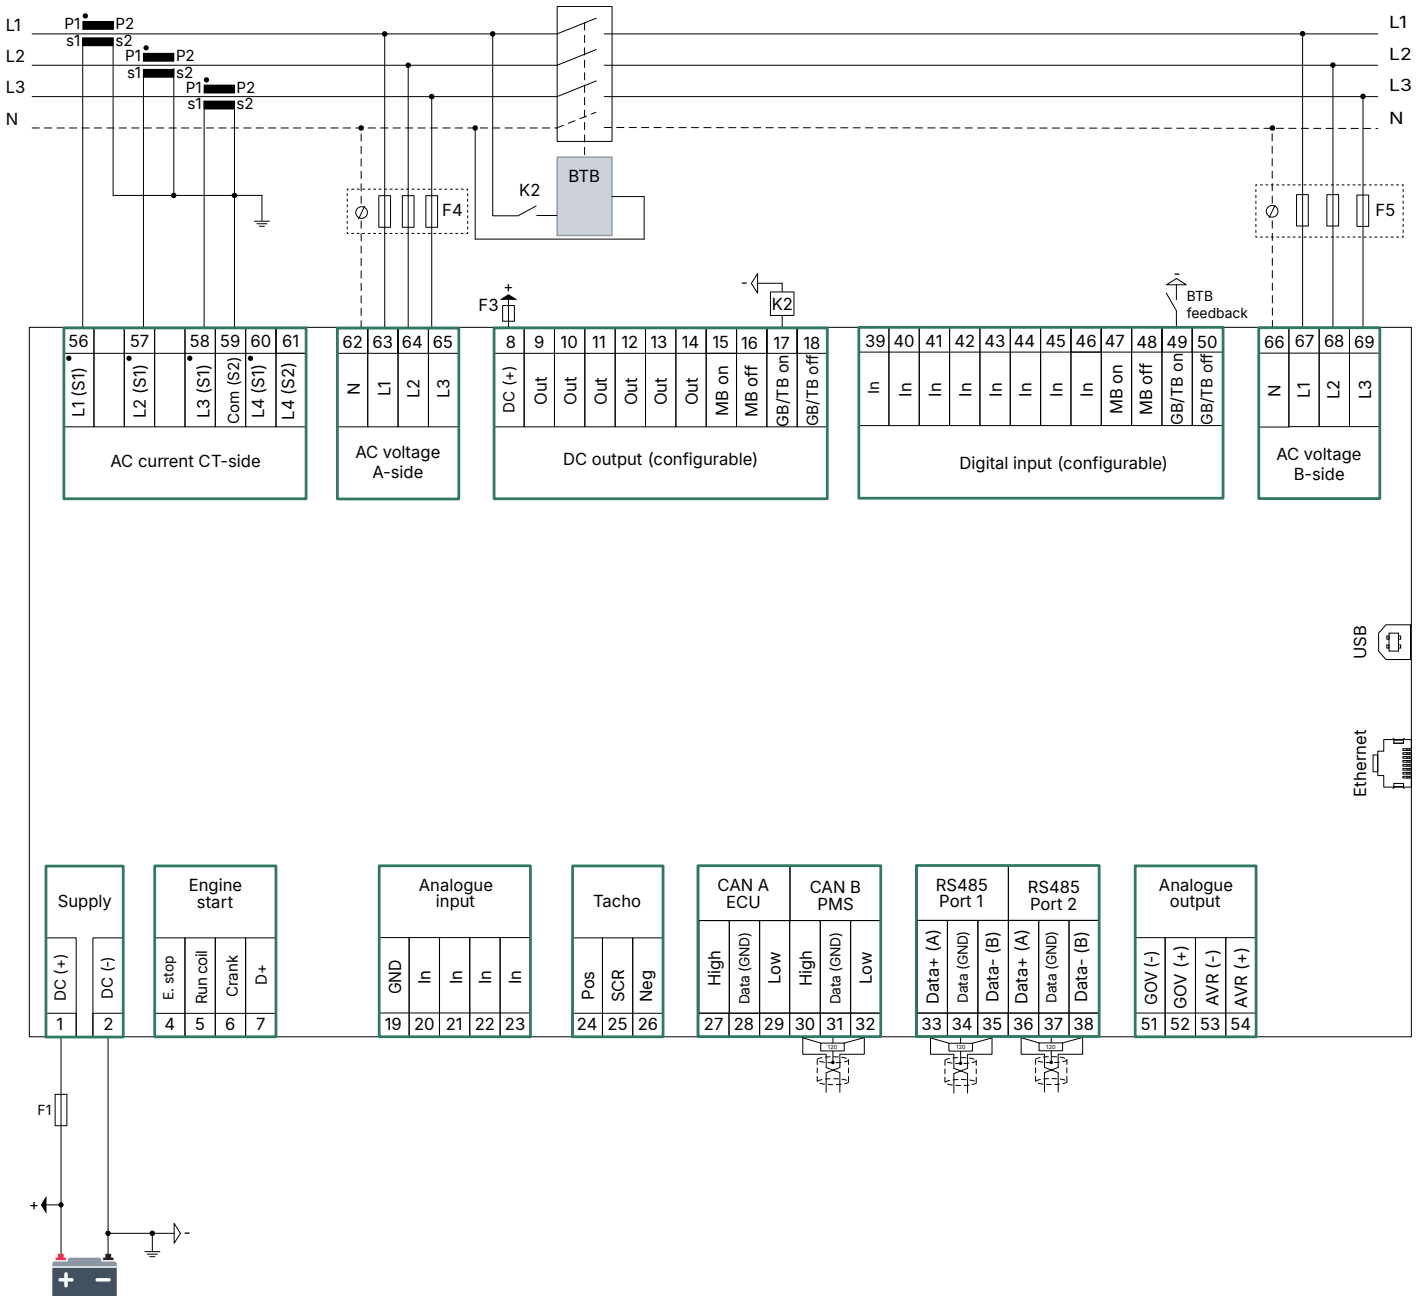 L1 P1 P2 L1
s1 s2
L2 P1 P2 L2
s1 s2
L3 P1 P2 L3
s1 s2
N N
BTB
K2
F4 F5
+
F3
- K2
-
BTB
feedback
56 57 58 59 60 61
L1 (S1) L2 (S1) L3 (S1) Com (S2) L4 (S1) L4 (S2)
AC current CT-side
62 63 64 65
N L1 L2 L3
AC voltage
A-side
8 9 10 11 12 13 14 15 16 17 18
DC (+) Out Out Out Out Out Out MB on MB off GB/TB on GB/TB off
DC output (configurable)
39 40 41 42 43 44 45 46 47 48 49 50
In In In In In In In In MB on MB off GB/TB on GB/TB off
Digital input (configurable)
66 67 68 69
N L1 L2 L3
AC voltage
B-side
USB
Ethernet
Supply
DC (+) DC (-)
1 2
Engine
start
E. stop Run coil Crank D+
4 5 6 7
Analogue
input
GND In In In In
19 20 21 22 23
Tacho
Pos SCR Neg
24 25 26
CAN A
ECU
High Data (GND) Low
27 28 29
CAN B
PMS
High Data (GND) Low
30 31 32
RS485
Port 1
Data+ (A) Data (GND) Data- (B)
33 34 35
RS485
Port 2
Data+ (A) Data (GND) Data- (B)
36 37 38
Analogue
output
GOV (-) GOV (+) AVR (-) AVR (+)
51 52 53 54
120 120 120
F1
+
-
+ −